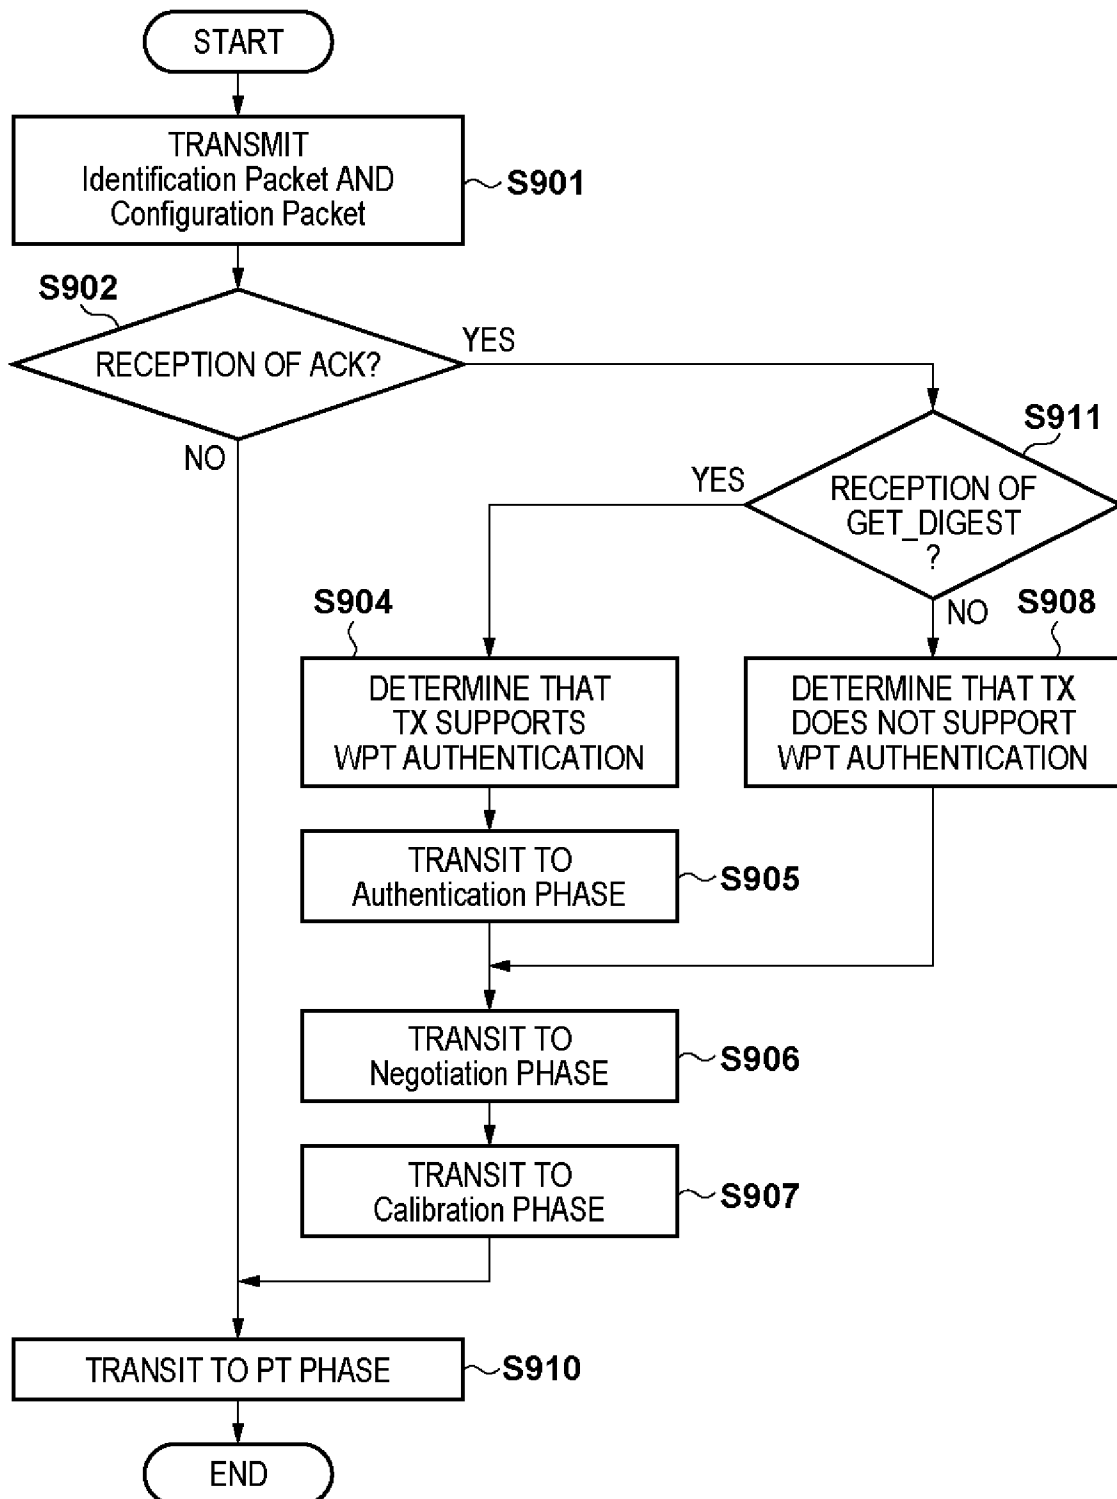 START
TRANSMIT
Identification Packet AND
Configuration Packet
S901
S902
RECEPTION OF ACK?
YES
NO
S911
RECEPTION OF
GET_DIGEST
?
YES
NO
S904
DETERMINE THAT
TX SUPPORTS
WPT AUTHENTICATION
S908
DETERMINE THAT TX
DOES NOT SUPPORT
WPT AUTHENTICATION
TRANSIT TO
Authentication PHASE
S905
TRANSIT TO
Negotiation PHASE
S906
TRANSIT TO
Calibration PHASE
S907
TRANSIT TO PT PHASE
S910
END